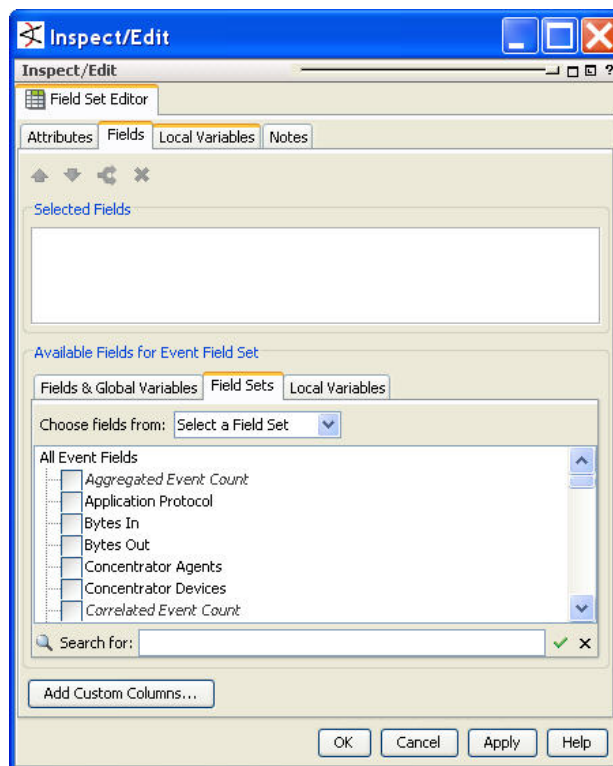 Inspect/Edit
Inspect/Edit ?
Field Set Editor
Attributes Fields Local Variables Notes
Selected Fields
Available Fields for Event Field Set
Fields & Global Variables Field Sets Local Variables
Choose fields from: Select a Field Set
All Event Fields
Aggregated Event Count
Application Protocol
Bytes In
Bytes Out
Concentrator Agents
Concentrator Devices
Correlated Event Count
Search for:
Add Custom Columns...
OK Cancel Apply Help